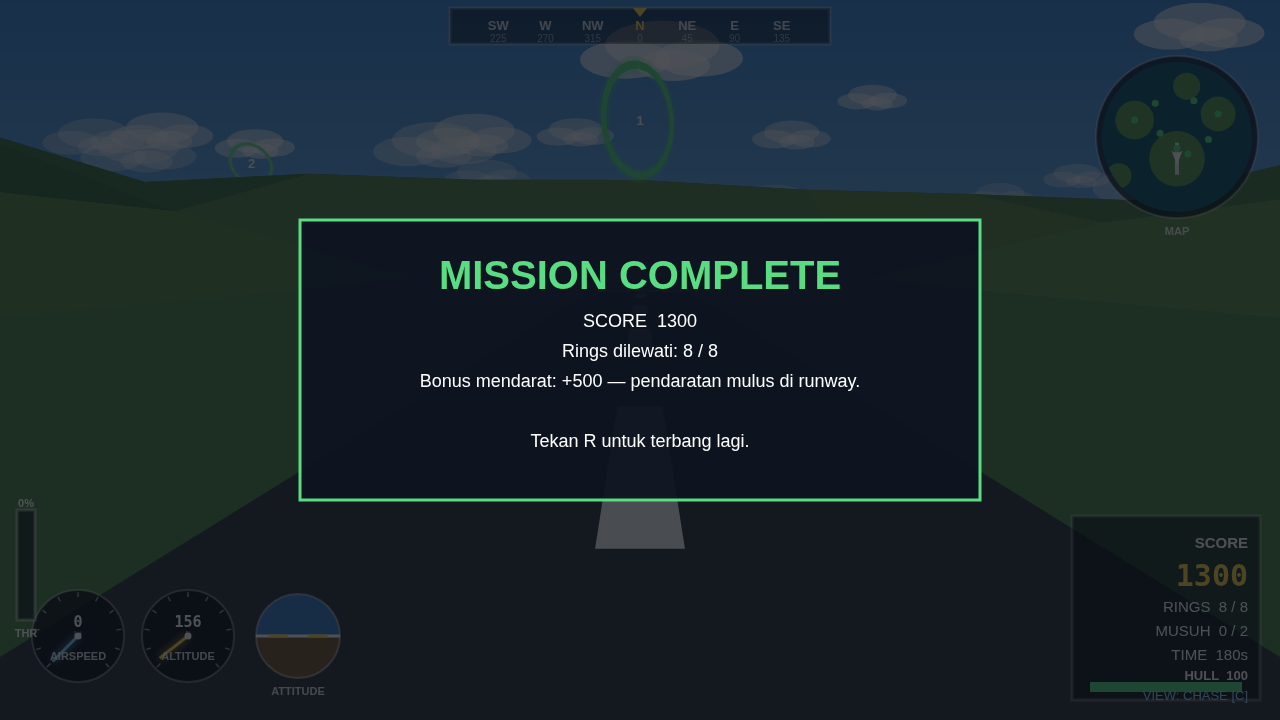 SW W NW N NE E SE
225 270 315 0 45 90 135
1
2
MAP
MISSION COMPLETE
SCORE 1300
Rings dilewati: 8 / 8
Bonus mendarat: +500 — pendaratan mulus di runway.
Tekan R untuk terbang lagi.
0%
THR
0
AIRSPEED
156
ALTITUDE
ATTITUDE
SCORE
1300
RINGS 8 / 8
MUSUH 0 / 2
TIME 180s
HULL 100
VIEW: CHASE [C]